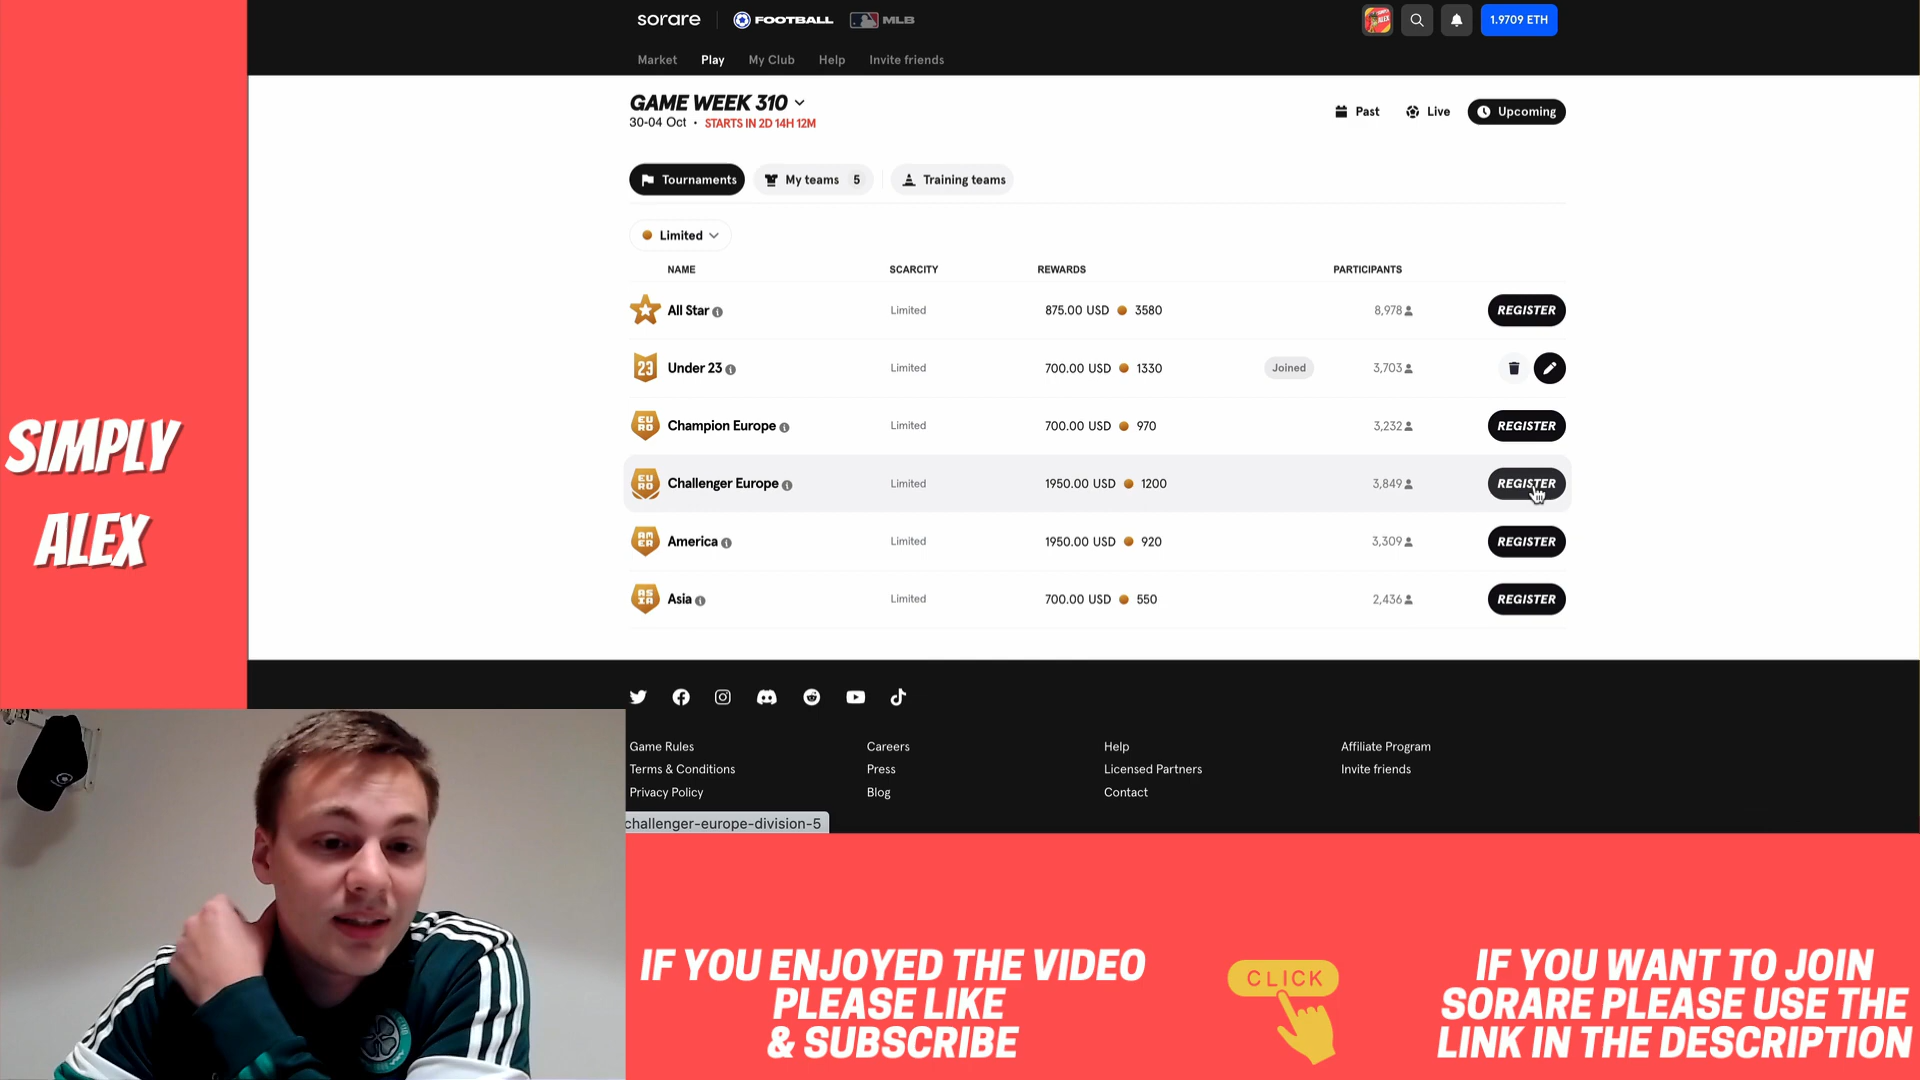 sorare FOOTBALL MLB 1.9709 ETH
Market Play My Club Help Invite friends
GAME WEEK 310
30-04 Oct • STARTS IN 2D 14H 12M
Past Live Upcoming
Tournaments My teams 5 Training teams
Limited
NAME SCARCITY REWARDS PARTICIPANTS
All Star Limited 875.00 USD 3580 8,978 REGISTER
23 Under 23 Limited 700.00 USD 1330 Joined 3,703
EURO Champion Europe Limited 700.00 USD 970 3,232 REGISTER
EURO Challenger Europe Limited 1950.00 USD 1200 3,849 REGISTER
AMER America Limited 1950.00 USD 920 3,309 REGISTER
ASIA Asia Limited 700.00 USD 550 2,436 REGISTER
SIMPLY
ALEX
Game Rules Careers Help Affiliate Program
Terms & Conditions Press Licensed Partners Invite friends
Privacy Policy Blog Contact
challenger-europe-division-5
IF YOU ENJOYED THE VIDEO
PLEASE LIKE
& SUBSCRIBE
CLICK
IF YOU WANT TO JOIN
SORARE PLEASE USE THE
LINK IN THE DESCRIPTION